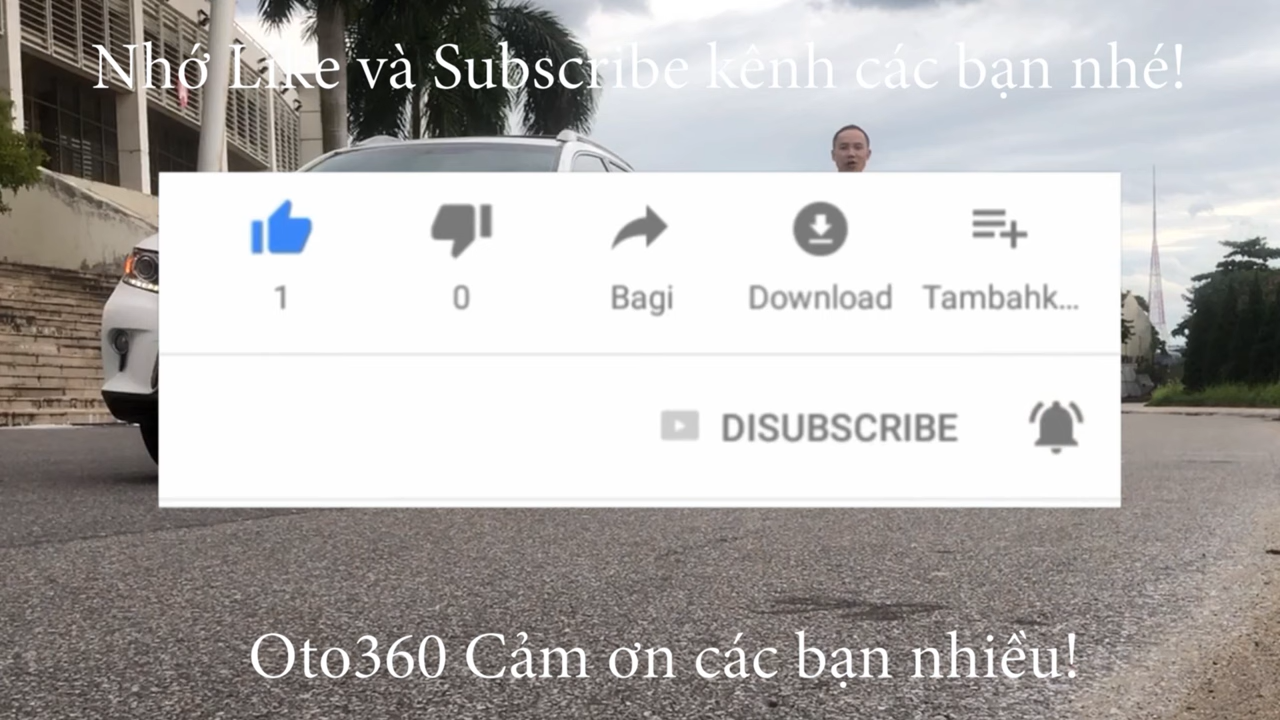 Nhớ Like và Subscribe kênh các bạn nhé!
1 0 Bagi Download Tambahk...
DISUBSCRIBE
Oto360 Cảm ơn các bạn nhiều!